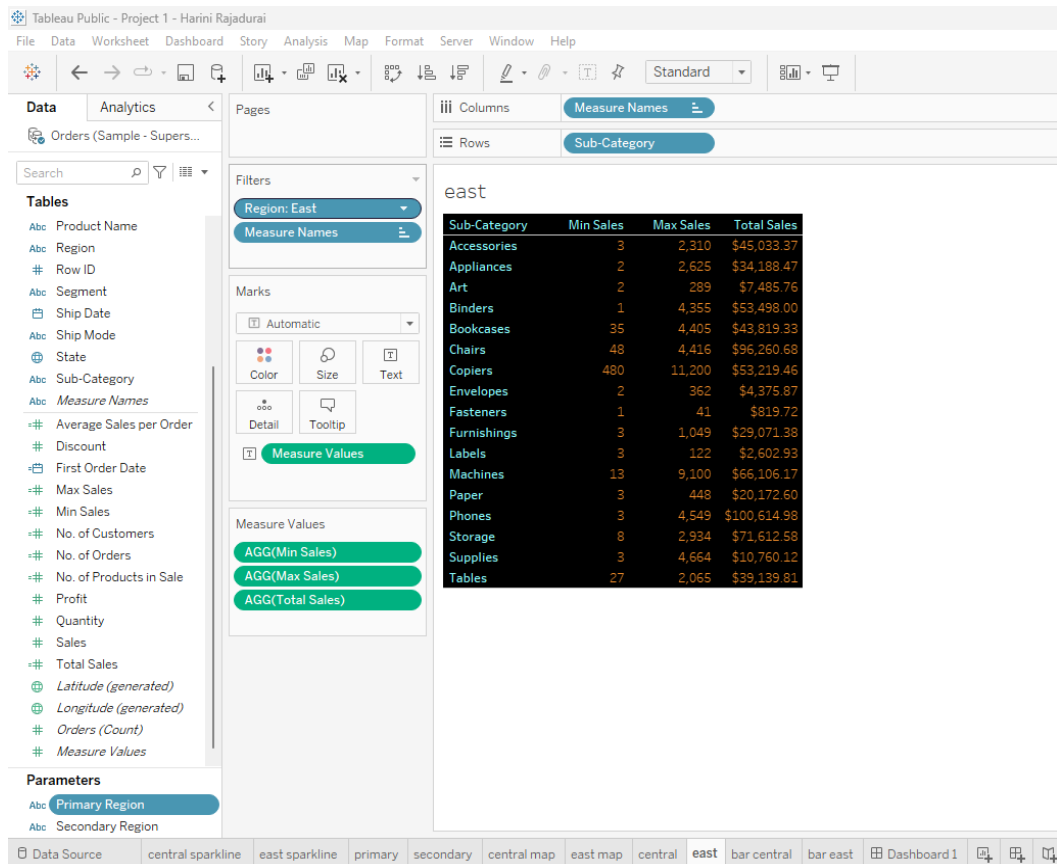 Tableau Public - Project 1 - Harini Rajadurai
File Data Worksheet Dashboard Story Analysis Map Format Server Window Help
Standard
Data Analytics
Orders (Sample - Supers...
Search
Tables
Abc Product Name
Abc Region
# Row ID
Abc Segment
Ship Date
Abc Ship Mode
State
Abc Sub-Category
Abc Measure Names
=# Average Sales per Order
# Discount
First Order Date
=# Max Sales
=# Min Sales
=# No. of Customers
=# No. of Orders
=# No. of Products in Sale
# Profit
# Quantity
# Sales
=# Total Sales
Latitude (generated)
Longitude (generated)
# Orders (Count)
# Measure Values
Parameters
Abc Primary Region
Abc Secondary Region
Pages
Filters
Region: East
Measure Names
Marks
Automatic
Color Size Text
Detail Tooltip
Measure Values
Measure Values
AGG(Min Sales)
AGG(Max Sales)
AGG(Total Sales)
Columns Measure Names
Rows Sub-Category
east
Sub-Category Min Sales Max Sales Total Sales
Accessories 3 2,310 $45,033.37
Appliances 2 2,625 $34,188.47
Art 2 289 $7,485.76
Binders 1 4,355 $53,498.00
Bookcases 35 4,405 $43,819.33
Chairs 48 4,416 $96,260.68
Copiers 480 11,200 $53,219.46
Envelopes 2 362 $4,375.87
Fasteners 1 41 $819.72
Furnishings 3 1,049 $29,071.38
Labels 3 122 $2,602.93
Machines 13 9,100 $66,106.17
Paper 3 448 $20,172.60
Phones 3 4,549 $100,614.98
Storage 8 2,934 $71,612.58
Supplies 3 4,664 $10,760.12
Tables 27 2,065 $39,139.81
Data Source central sparkline east sparkline primary secondary central map east map central east bar central bar east Dashboard 1